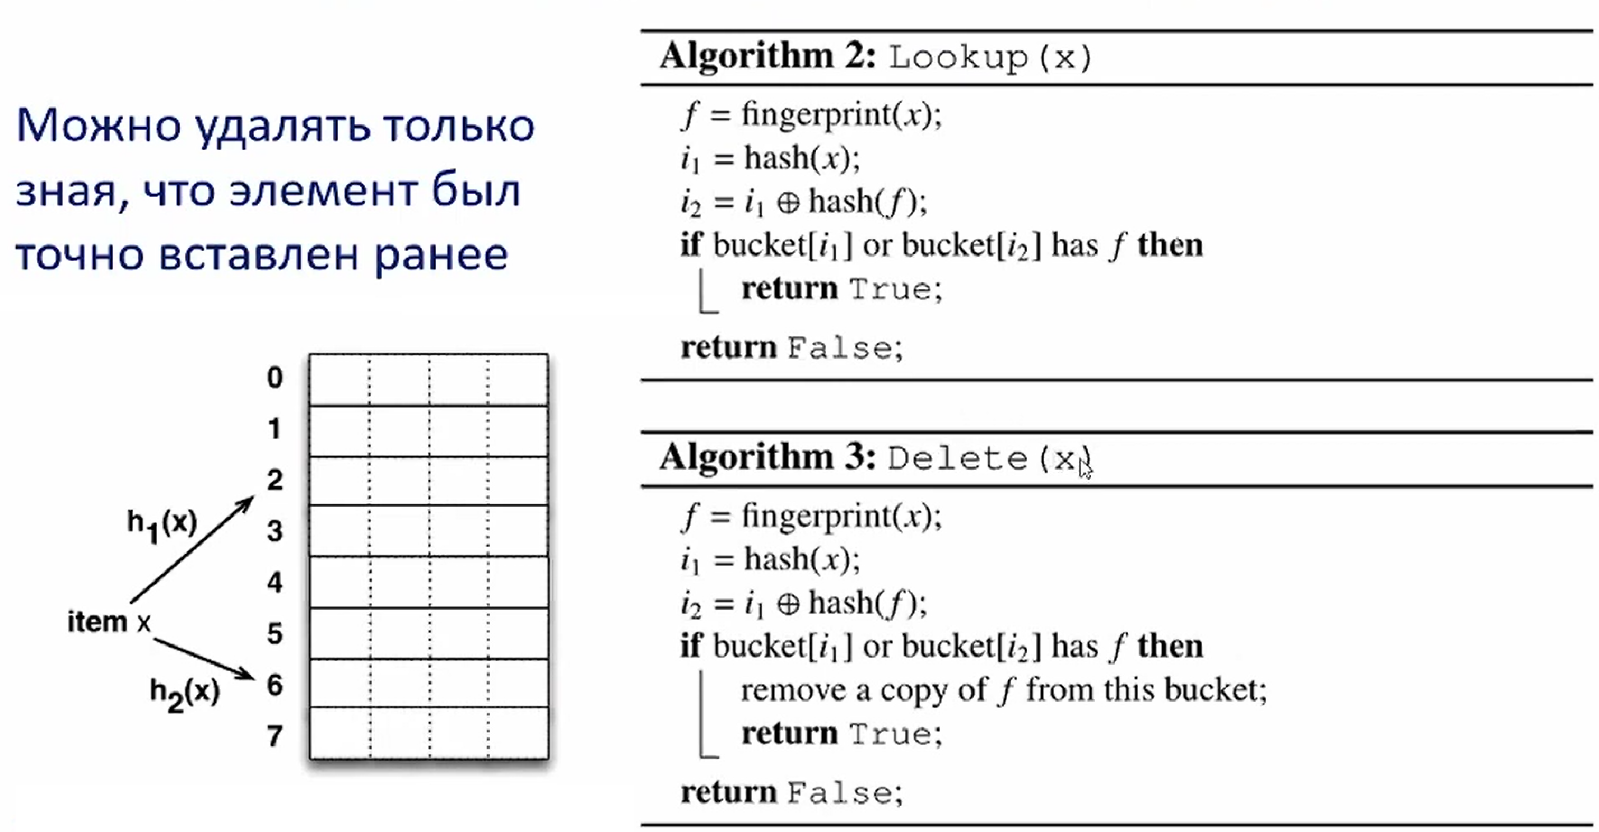 Можно удалять только
зная, что элемент был
точно вставлен ранее
0
1
2
3
4
5
6
7
h₁(x)
item x
h₂(x)
Algorithm 2: Lookup(x)
f = fingerprint(x);
i₁ = hash(x);
i₂ = i₁ ⊕ hash(f);
if bucket[i₁] or bucket[i₂] has f then
return True;
return False;
Algorithm 3: Delete(x)
f = fingerprint(x);
i₁ = hash(x);
i₂ = i₁ ⊕ hash(f);
if bucket[i₁] or bucket[i₂] has f then
remove a copy of f from this bucket;
return True;
return False;